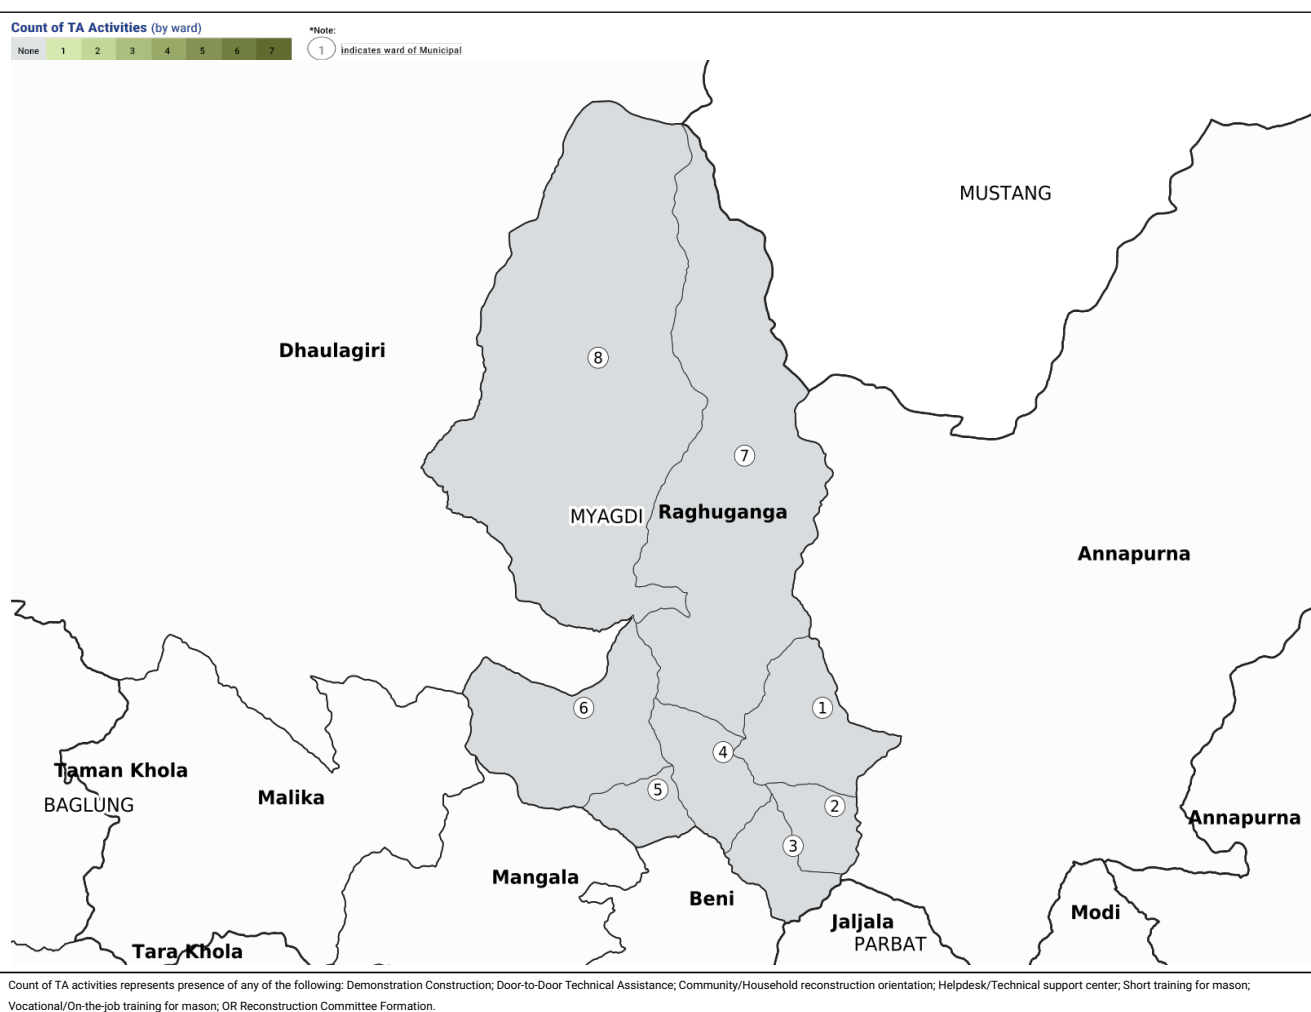 Count of TA Activities (by ward)
*Note:
None 1 2 3 4 5 6 7
1 indicates ward of Municipal
MUSTANG
Dhaulagiri
8
7
MYAGDI
Raghuganga
Annapurna
6
1
4
Taman Khola
5
Malika
BAGLUNG
2
Annapurna
3
Mangala
Beni
Modi
Jaljala
PARBAT
Tara Khola
Count of TA activities represents presence of any of the following: Demonstration Construction; Door-to-Door Technical Assistance; Community/Household reconstruction orientation; Helpdesk/Technical support center; Short training for mason;
Vocational/On-the-job training for mason; OR Reconstruction Committee Formation.